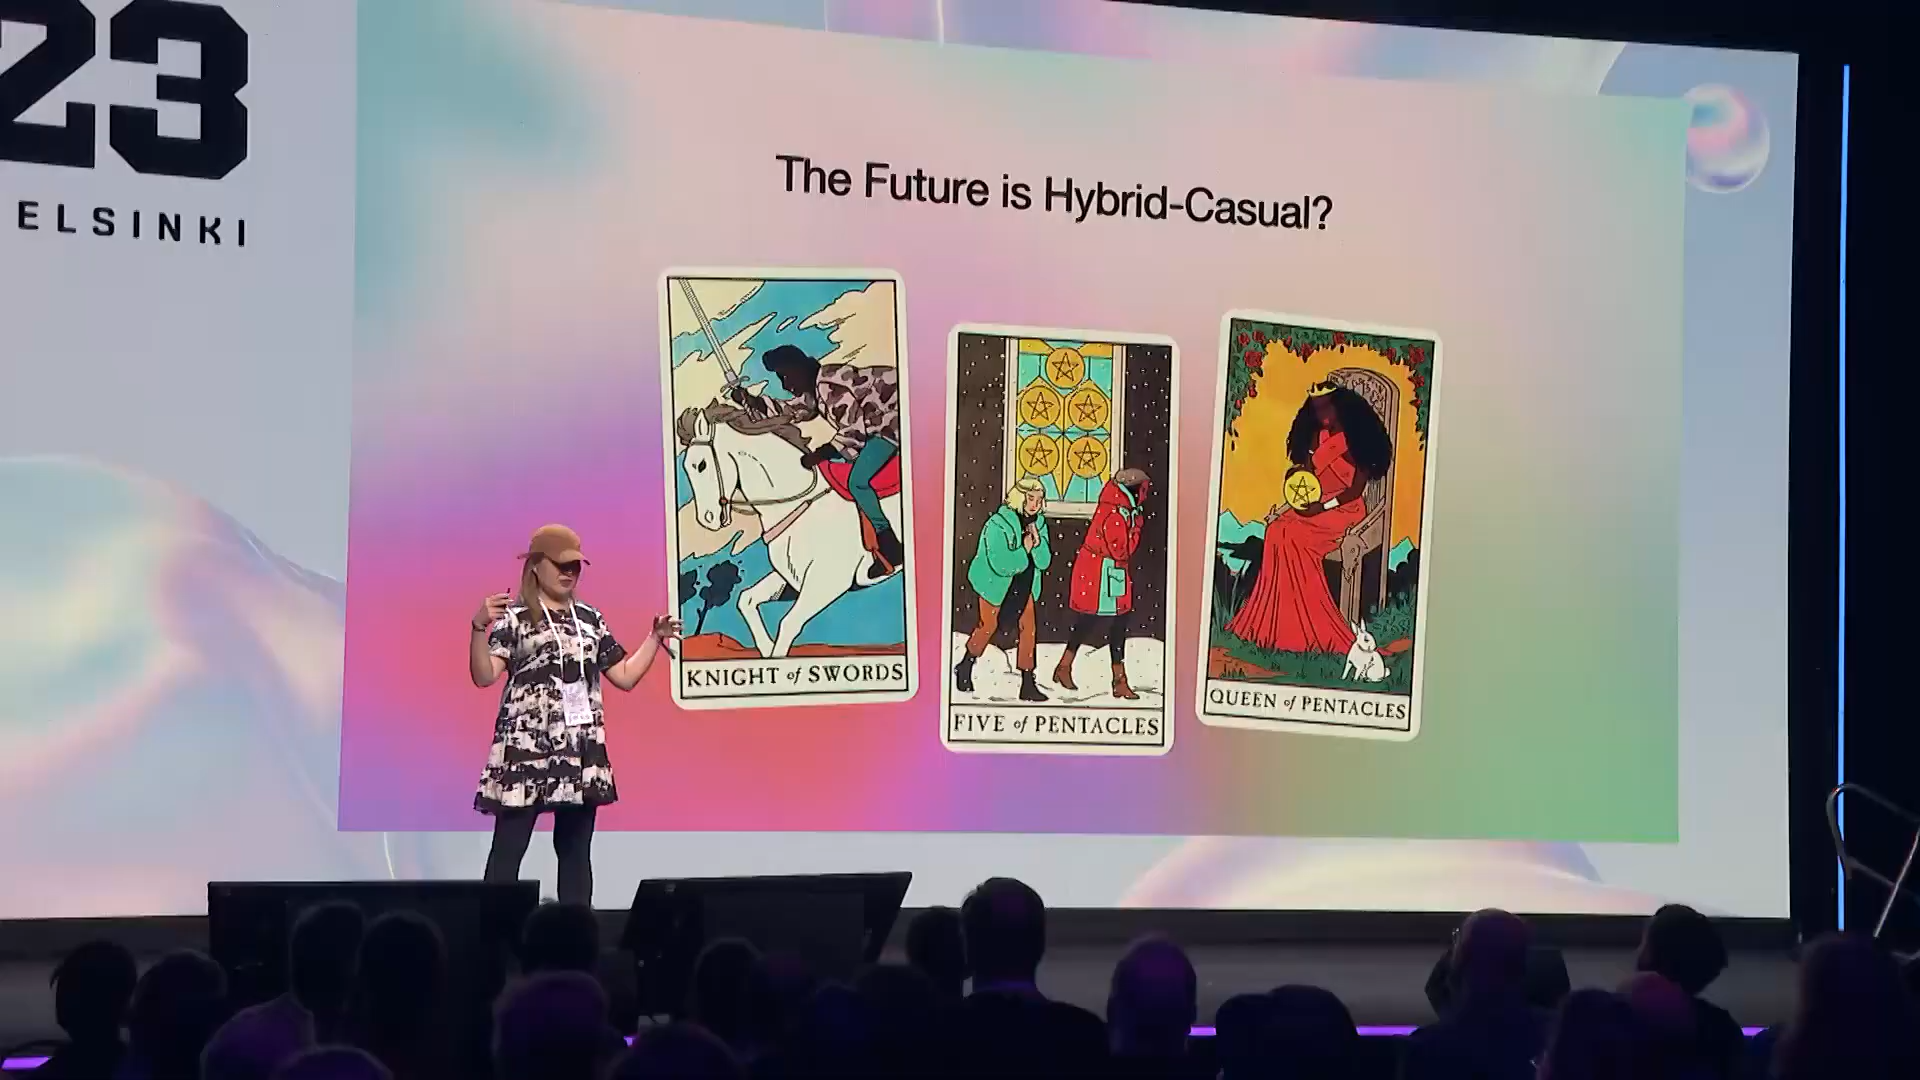 23
ELSINKI
The Future is Hybrid-Casual?
KNIGHT of SWORDS
FIVE of PENTACLES
QUEEN of PENTACLES